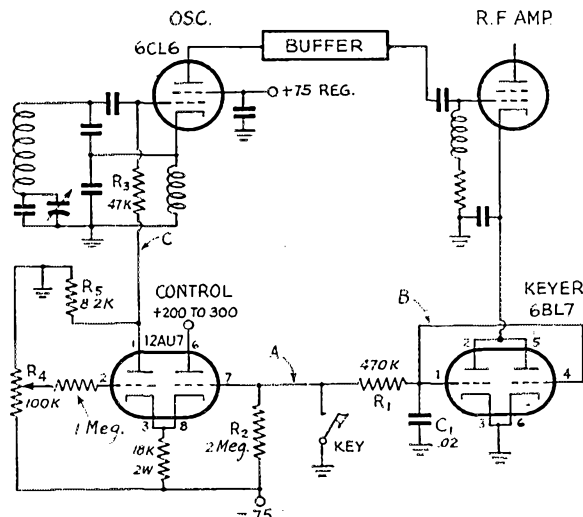 OSC.
R.F AMP.
6CL6
BUFFER
+75 REG.
R3
47K
C
R5
8.2K
CONTROL
+200 TO 300
12AU7
1
6
KEYER
6BL7
B
2
5
A
R4
100K
2
7
470K
R1
1
4
1 Meg.
3
8
R2
2 Meg.
KEY
C1
.02
3
6
18K
2W
-75